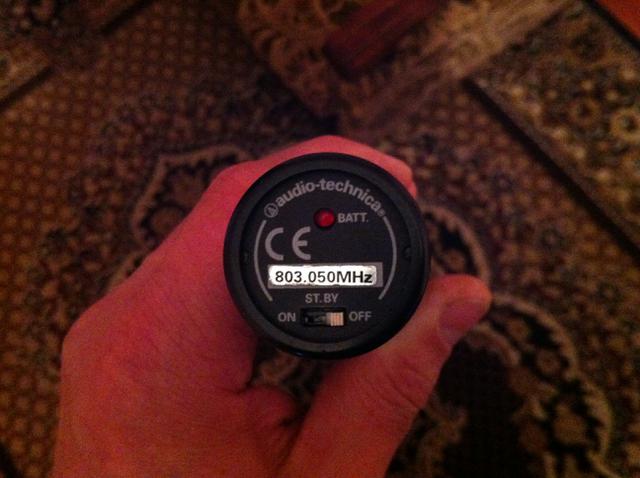 audio-technica®
BATT.
CE
803.050MHz
ST.BY
ON OFF